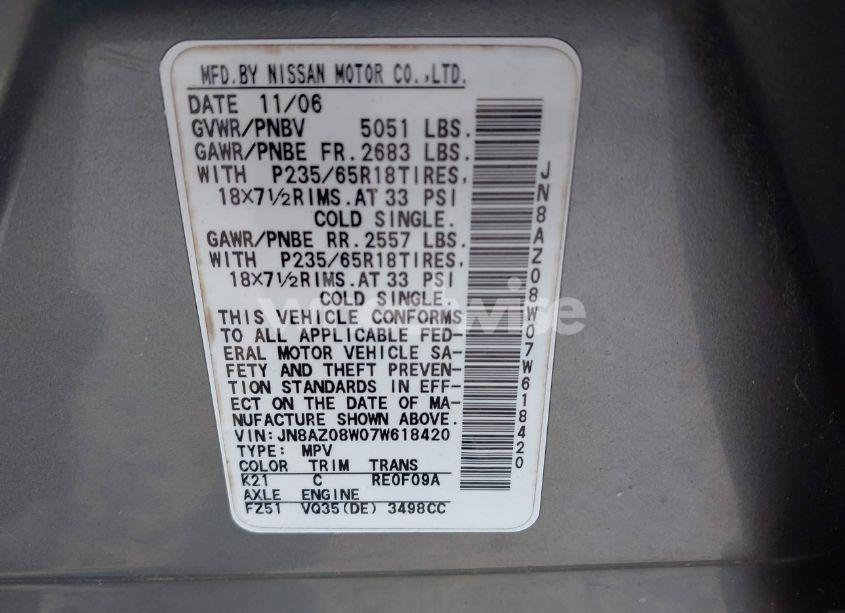 MFD.BY NISSAN MOTOR CO.,LTD.
DATE 11/06
GVWR/PNBV 5051 LBS.
GAWR/PNBE FR.2683 LBS.
WITH P235/65R18TIRES,
18X7½RIMS.AT 33 PSI
COLD SINGLE.
GAWR/PNBE RR.2557 LBS.
WITH P235/65R18TIRES,
18X7½RIMS.AT 33 PSI
COLD SINGLE.
THIS VEHICLE CONFORMS
TO ALL APPLICABLE FED-
ERAL MOTOR VEHICLE SA-
FETY AND THEFT PREVEN-
TION STANDARDS IN EFF-
ECT ON THE DATE OF MA-
NUFACTURE SHOWN ABOVE.
VIN:JN8AZ08W07W618420
TYPE: MPV
COLOR TRIM TRANS
K21 C RE0F09A
AXLE ENGINE
FZ51 VQ35(DE) 3498CC
JN8AZ08W07W618420